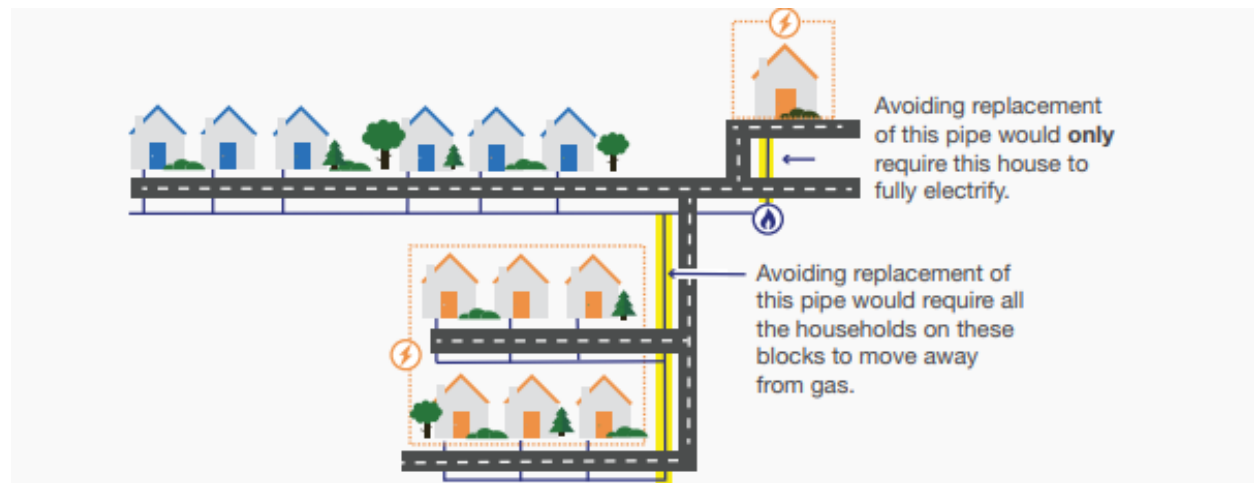 Avoiding replacement
of this pipe would only
require this house to
fully electrify.
Avoiding replacement of
this pipe would require all
the households on these
blocks to move away
from gas.